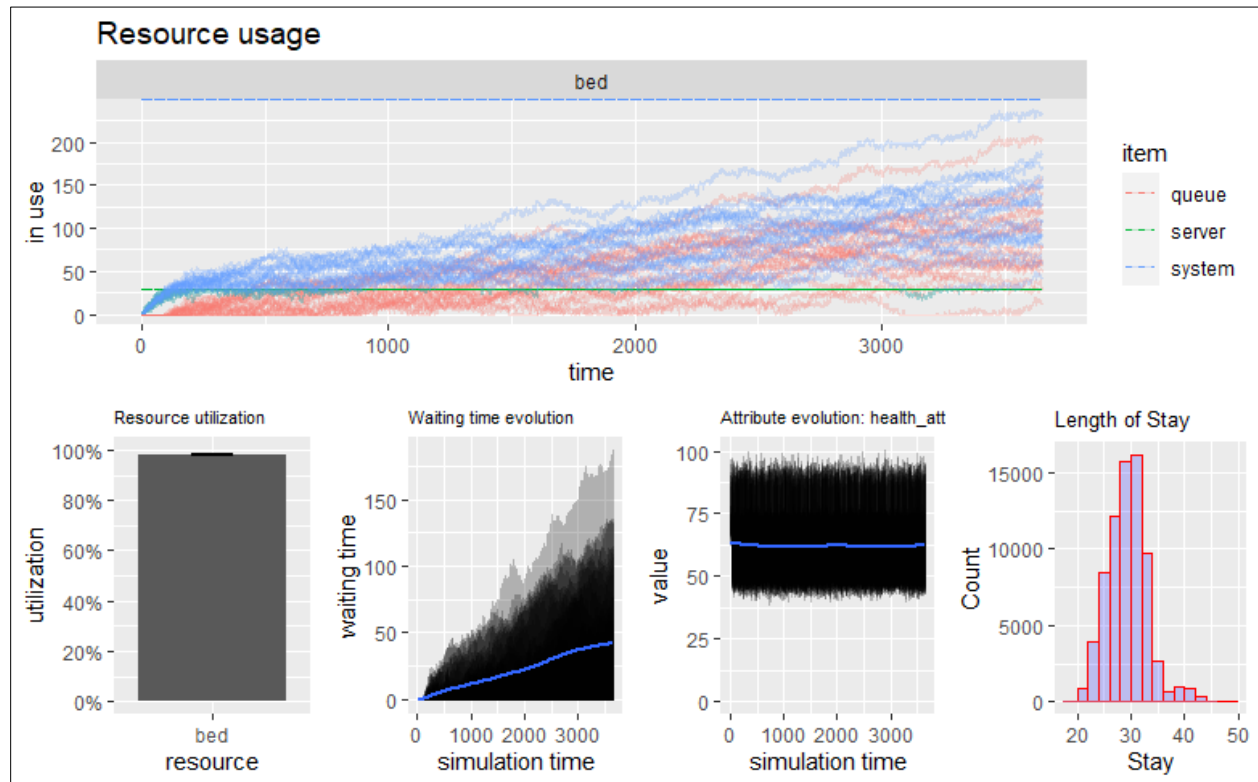 Resource usage
bed
in use
200
150
100
50
0
0 1000 2000 3000
time
item
queue
server
system
Resource utilization
utilization
100%
80%
60%
40%
20%
0%
bed
resource
Waiting time evolution
waiting time
150
100
50
0
0 1000 2000 3000
simulation time
Attribute evolution: health_att
value
100
75
50
25
0
0 1000 2000 3000
simulation time
Length of Stay
Count
15000
10000
5000
0
20 30 40 50
Stay